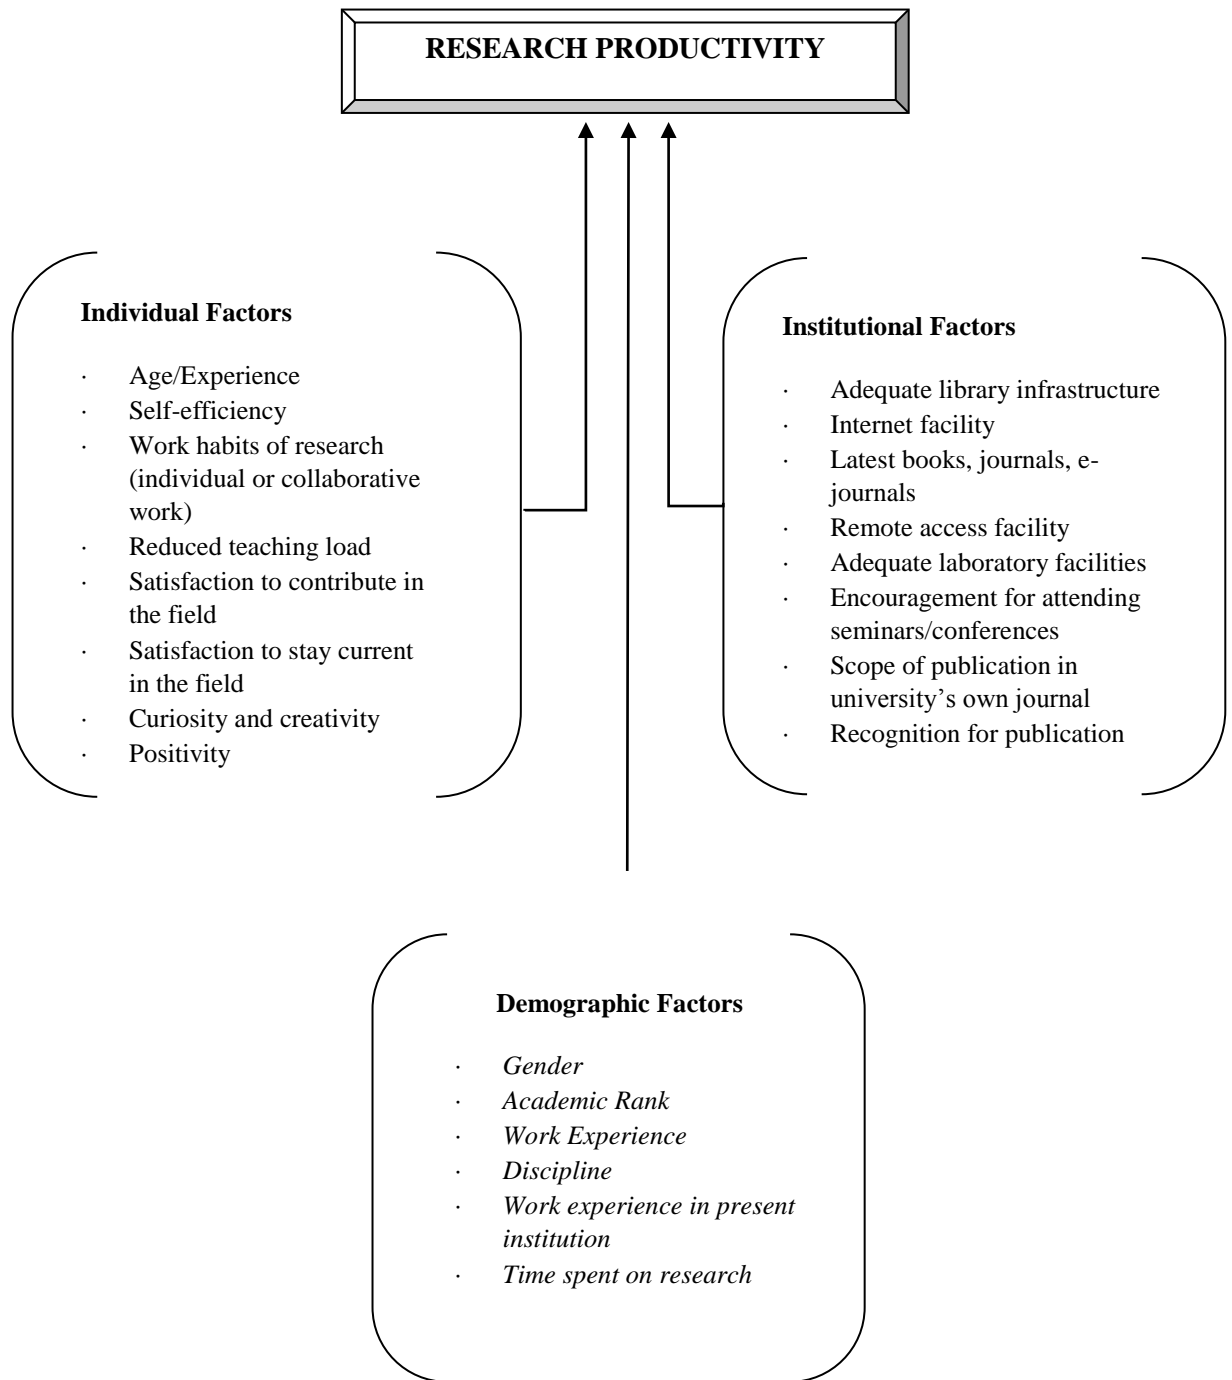 RESEARCH PRODUCTIVITY
Individual Factors
· Age/Experience
· Self-efficiency
· Work habits of research
(individual or collaborative
work)
· Reduced teaching load
· Satisfaction to contribute in
the field
· Satisfaction to stay current
in the field
· Curiosity and creativity
· Positivity
Institutional Factors
· Adequate library infrastructure
· Internet facility
· Latest books, journals, e-
journals
· Remote access facility
· Adequate laboratory facilities
· Encouragement for attending
seminars/conferences
· Scope of publication in
university’s own journal
· Recognition for publication
Demographic Factors
· Gender
· Academic Rank
· Work Experience
· Discipline
· Work experience in present
institution
· Time spent on research